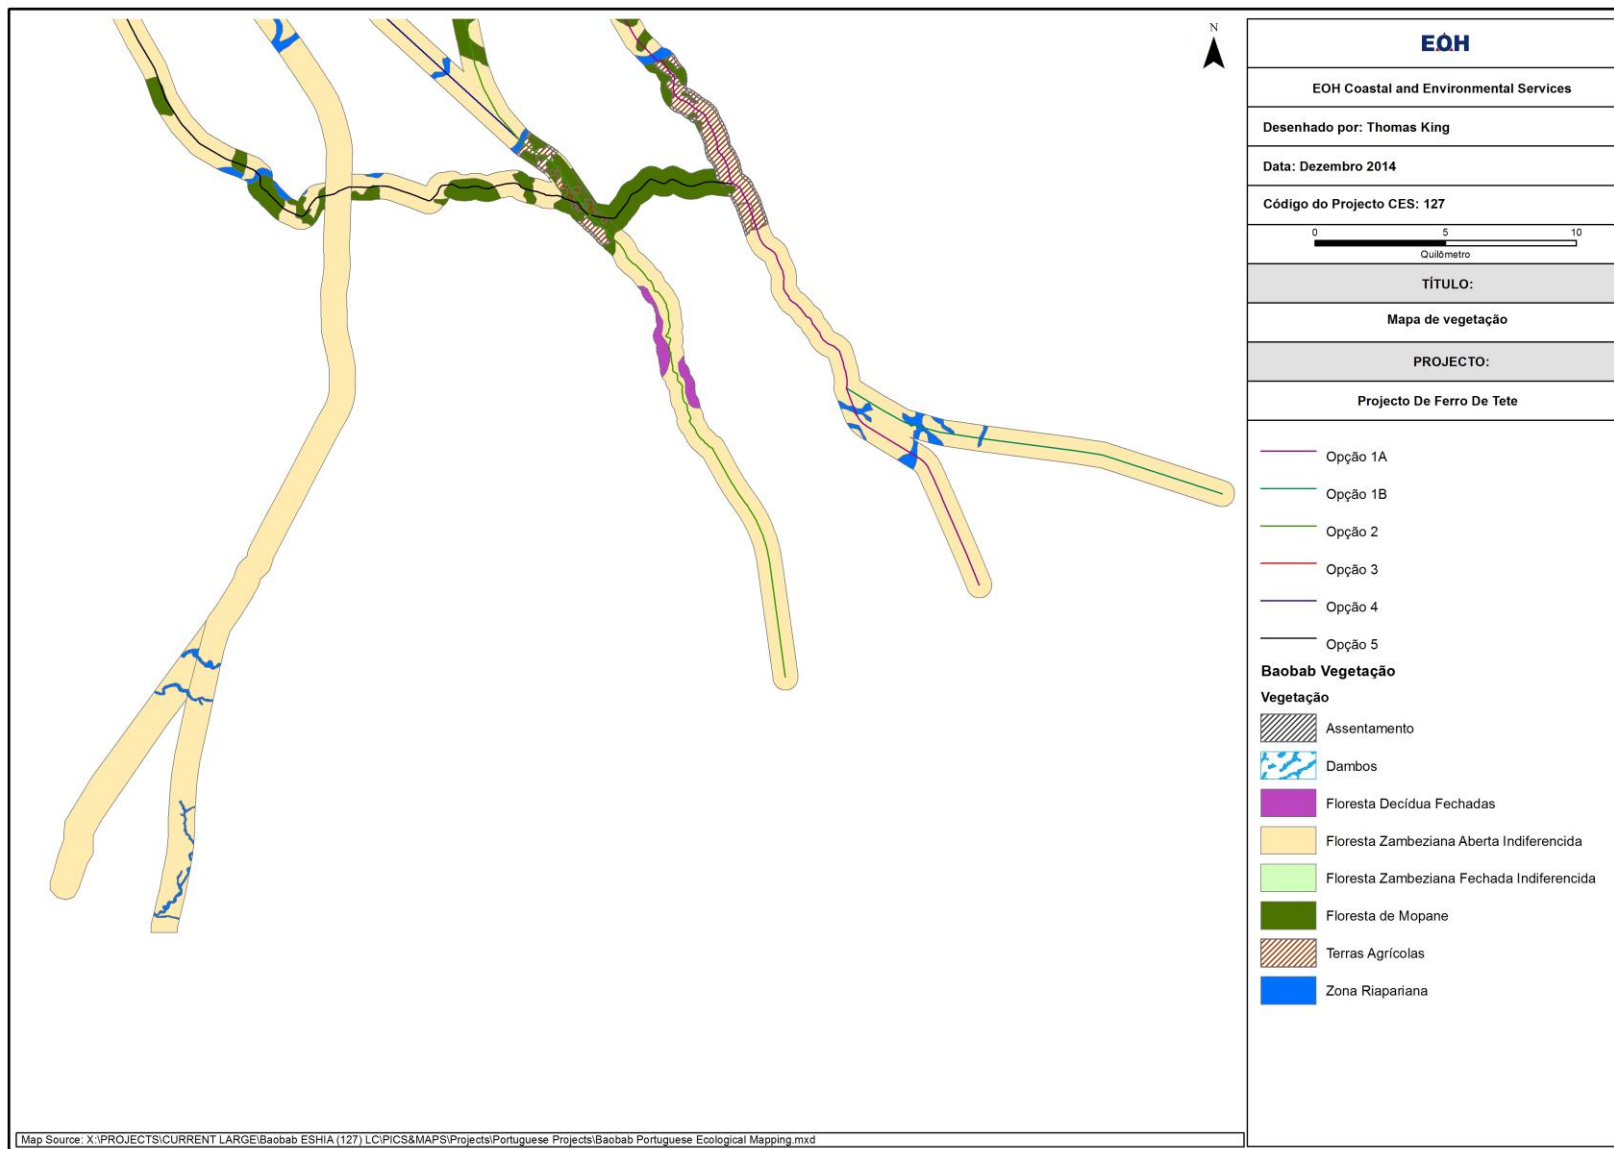 N
EOH
EOH Coastal and Environmental Services
Desenhado por: Thomas King
Data: Dezembro 2014
Código do Projecto CES: 127
0 5 10
Quilômetro
TÍTULO:
Mapa de vegetação
PROJECTO:
Projecto De Ferro De Tete
Opção 1A
Opção 1B
Opção 2
Opção 3
Opção 4
Opção 5
Baobab Vegetação
Vegetação
Assentamento
Dambos
Floresta Decídua Fechadas
Floresta Zambeziana Aberta Indiferencida
Floresta Zambeziana Fechada Indiferencida
Floresta de Mopane
Terras Agrícolas
Zona Riapariana
Map Source: X:\PROJECTS\CURRENT LARGE\Baobab ESHIA (127) LC\PICS&MAPS\Projects\Portuguese Projects\Baobab Portuguese Ecological Mapping.mxd